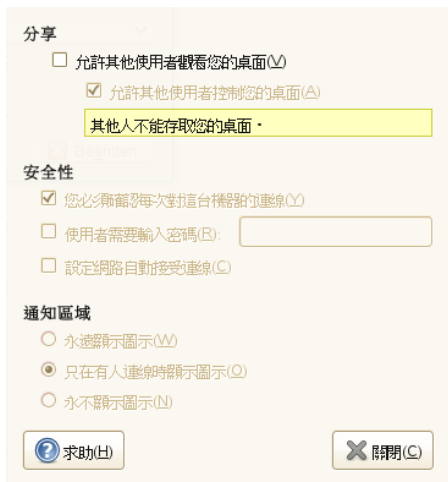 分享
允許其他使用者觀看您的桌面(V)
允許其他使用者控制您的桌面(A)
其他人不能存取您的桌面。
Beenden
安全性
您必須確認每次對這台機器的連線(Y)
使用者需要輸入密碼(R):
設定網路自動接受連線(C)
通知區域
永遠顯示圖示(W)
只在有人連線時顯示圖示(O)
永不顯示圖示(N)
求助(H)
關閉(C)